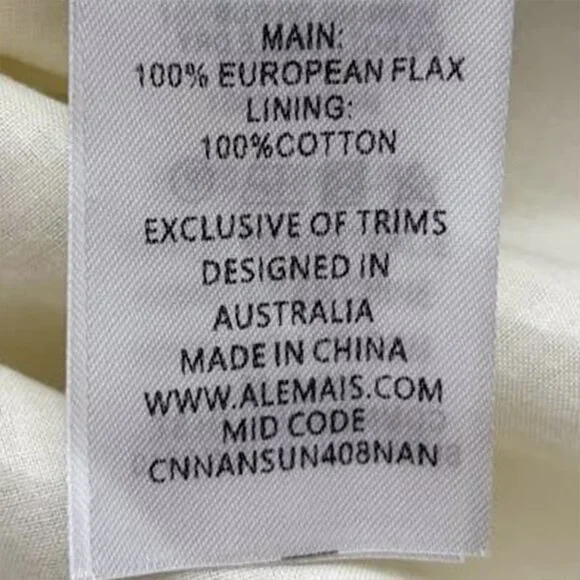 MAIN:
100% EUROPEAN FLAX
LINING:
100%COTTON
EXCLUSIVE OF TRIMS
DESIGNED IN
AUSTRALIA
MADE IN CHINA
WWW.ALEMAIS.COM
MID CODE
CNNANSUN408NAN